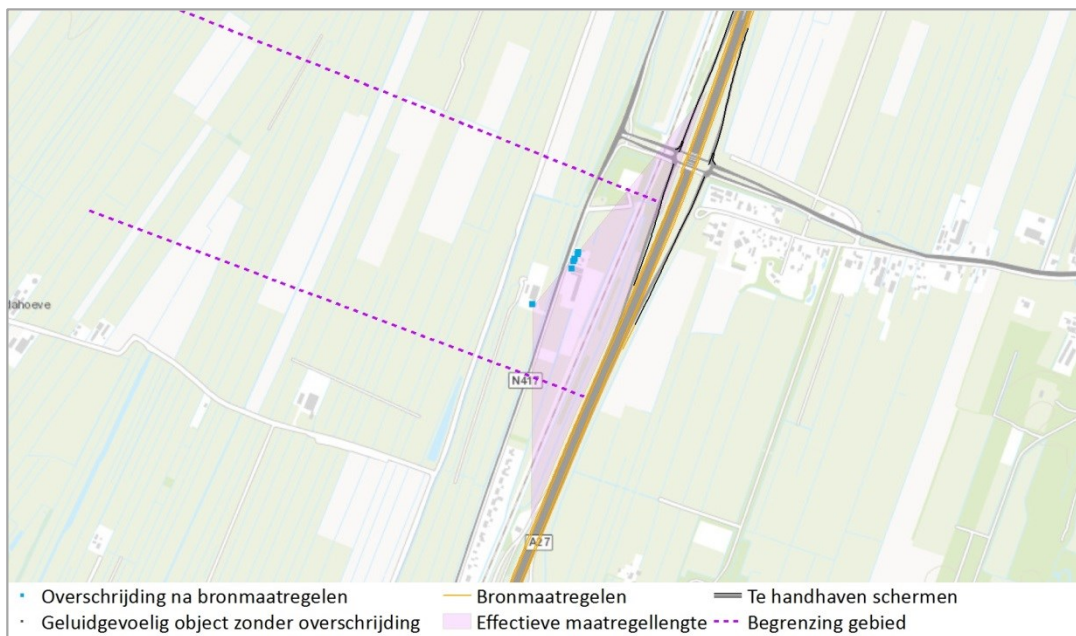 lahoeve
N417
A27
Overschrijding na bronmaatregelen
Bronmaatregelen
Te handhaven schermen
Geluidgevoelig object zonder overschrijding
Effectieve maatregellengte
Begrenzing gebied